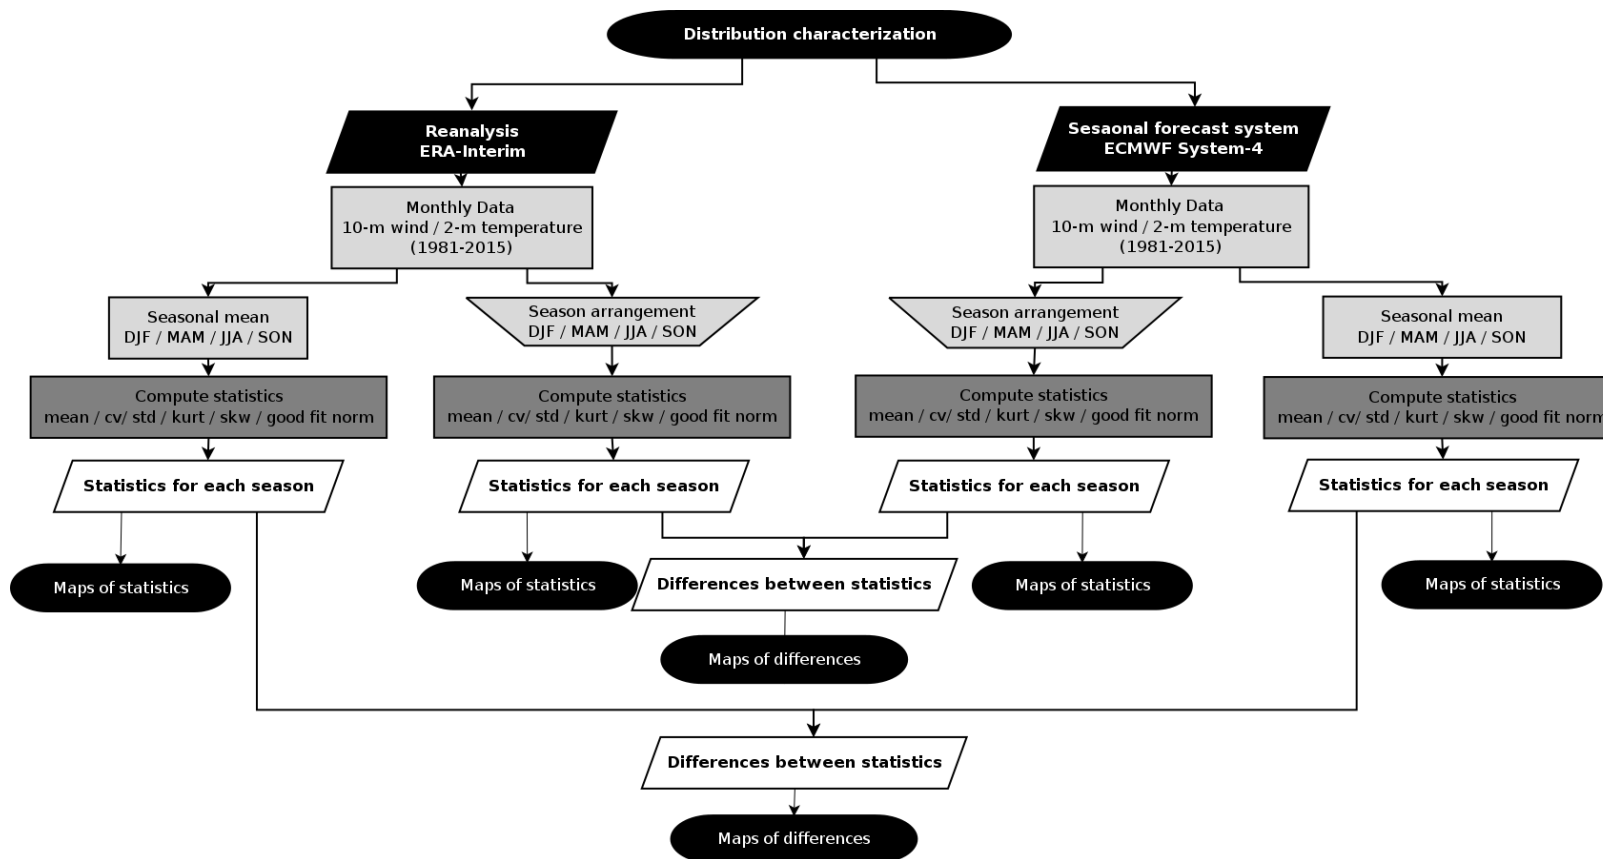 Distribution characterization
Reanalysis
ERA-Interim
Sesaonal forecast system
ECMWF System-4
Monthly Data
10-m wind / 2-m temperature
(1981-2015)
Monthly Data
10-m wind / 2-m temperature
(1981-2015)
Seasonal mean
DJF / MAM / JJA / SON
Season arrangement
DJF / MAM / JJA / SON
Season arrangement
DJF / MAM / JJA / SON
Seasonal mean
DJF / MAM / JJA / SON
Compute statistics
mean / cv/ std / kurt / skw / good fit norm
Compute statistics
mean / cv/ std / kurt / skw / good fit norm
Compute statistics
mean / cv/ std / kurt / skw / good fit norm
Compute statistics
mean / cv/ std / kurt / skw / good fit norm
Statistics for each season
Statistics for each season
Statistics for each season
Statistics for each season
Maps of statistics
Maps of statistics
Differences between statistics
Maps of statistics
Maps of statistics
Maps of differences
Differences between statistics
Maps of differences